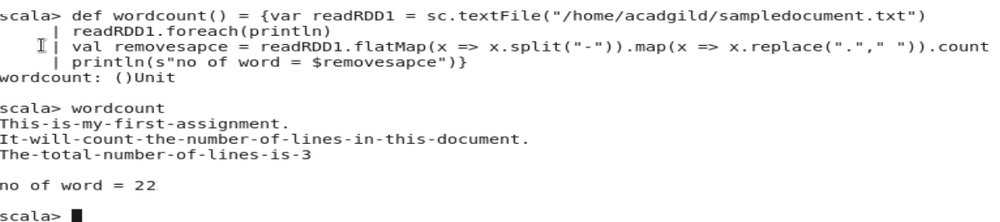 scala> def wordcount() = {var readRDD1 = sc.textFile("/home/acadgild/sampledocument.txt")
| readRDD1.foreach(println)
| val removesapce = readRDD1.flatMap(x => x.split("-")).map(x => x.replace("."," ")).count
| println(s"no of word = $removesapce")}
wordcount: ()Unit
scala> wordcount
This-is-my-first-assignment.
It-will-count-the-number-of-lines-in-this-document.
The-total-number-of-lines-is-3
no of word = 22
scala>